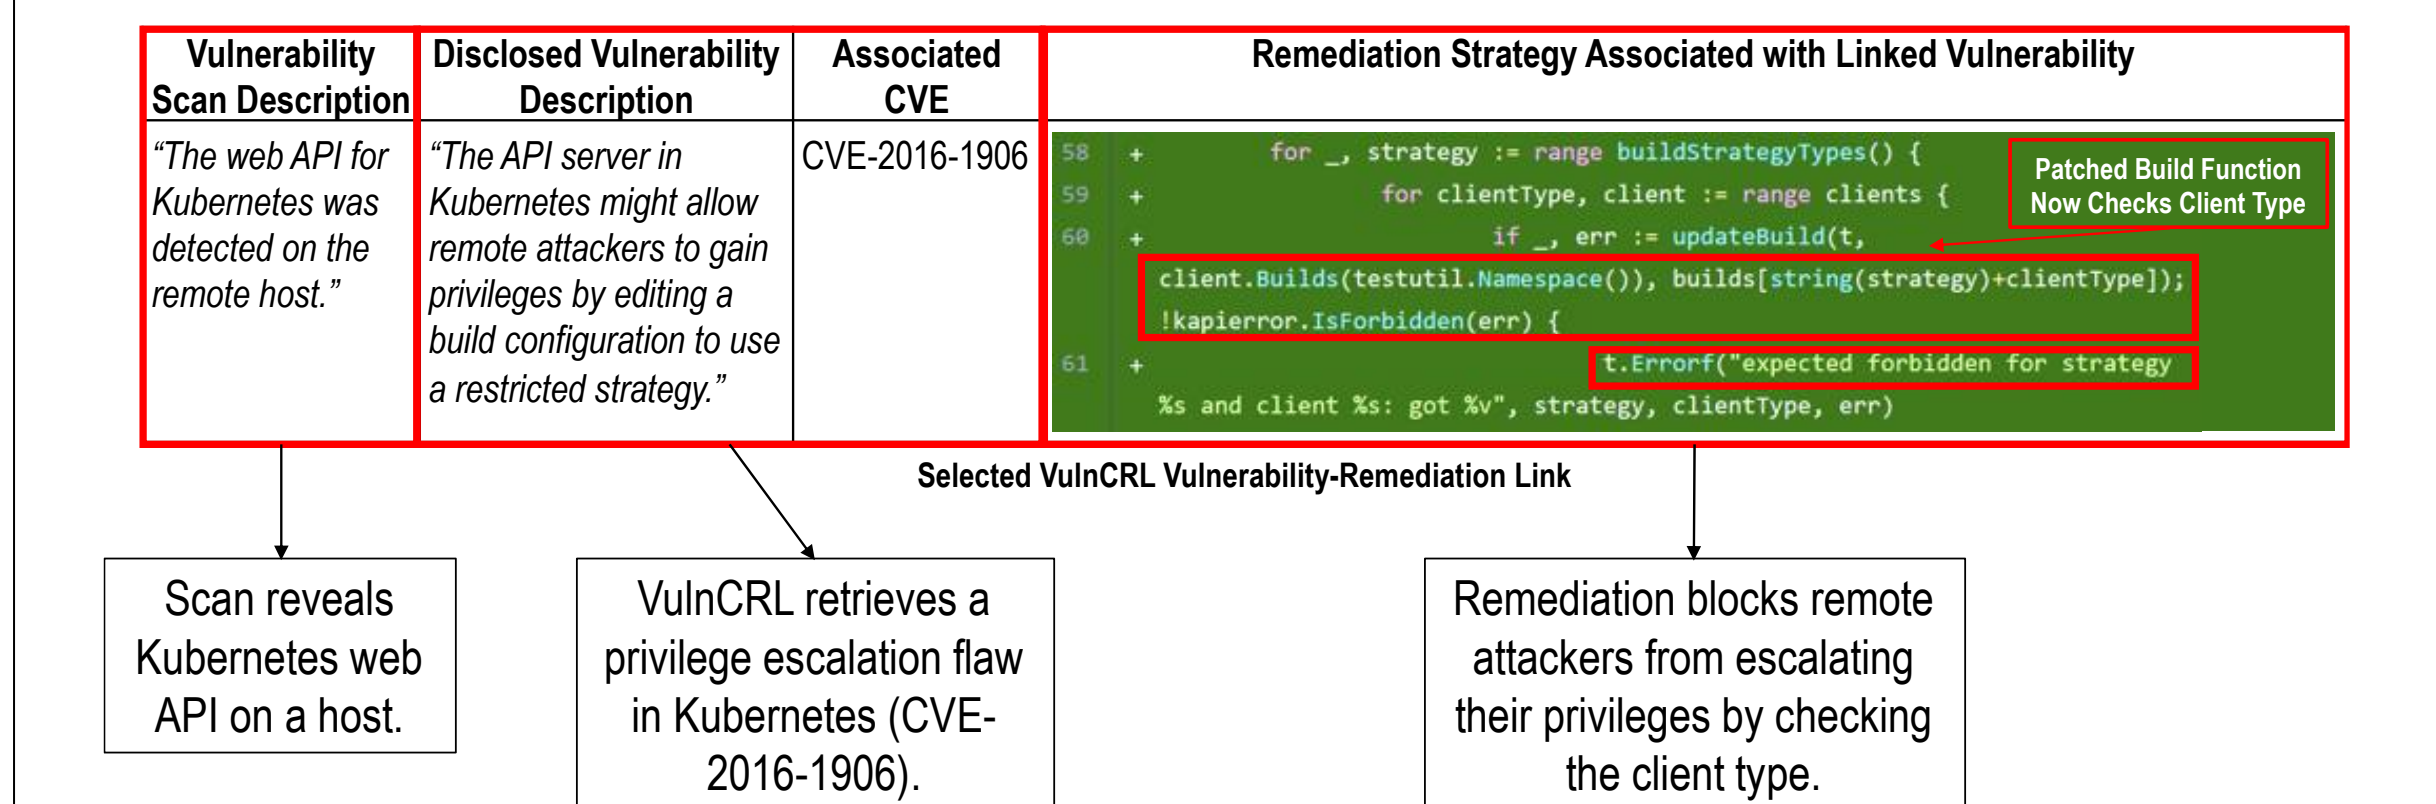 Vulnerability
Scan Description
Disclosed Vulnerability
Description
Associated
CVE
Remediation Strategy Associated with Linked Vulnerability
“The web API for
Kubernetes was
detected on the
remote host.”
“The API server in
Kubernetes might allow
remote attackers to gain
privileges by editing a
build configuration to use
a restricted strategy.”
CVE-2016-1906
58 + for _, strategy := range buildStrategyTypes() {
59 + for clientType, client := range clients {
60 + if _, err := updateBuild(t,
client.Builds(testutil.Namespace()), builds[string(strategy)+clientType]);
!kapierror.IsForbidden(err) {
61 + t.Errorf("expected forbidden for strategy
%s and client %s: got %v", strategy, clientType, err)
Patched Build Function
Now Checks Client Type
Selected VulnCRL Vulnerability-Remediation Link
Scan reveals
Kubernetes web
API on a host.
VulnCRL retrieves a
privilege escalation flaw
in Kubernetes (CVE-
2016-1906).
Remediation blocks remote
attackers from escalating
their privileges by checking
the client type.